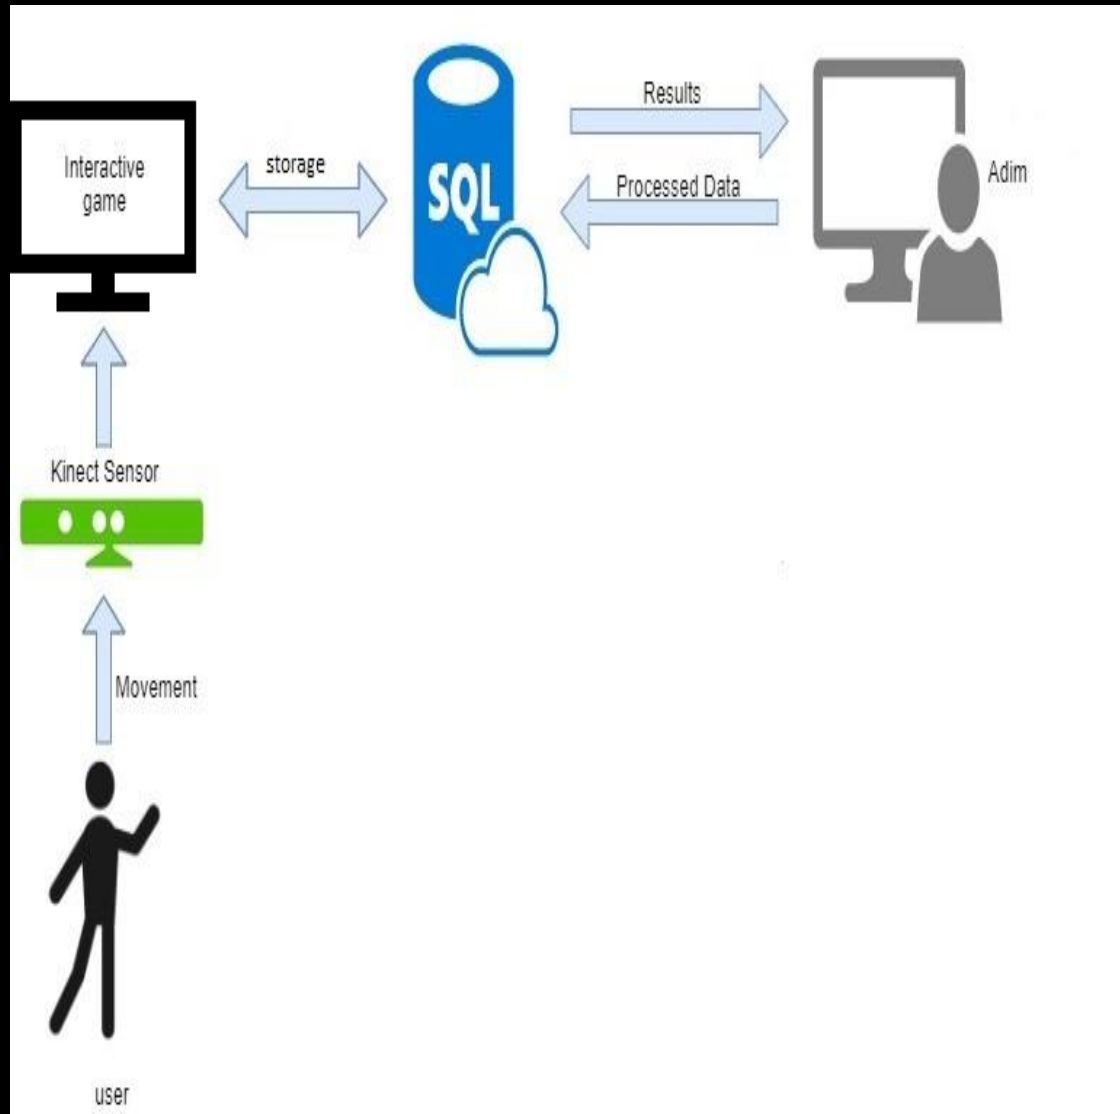 Interactive
game
storage
SQL
Results
Processed Data
Adim
Kinect Sensor
Movement
user